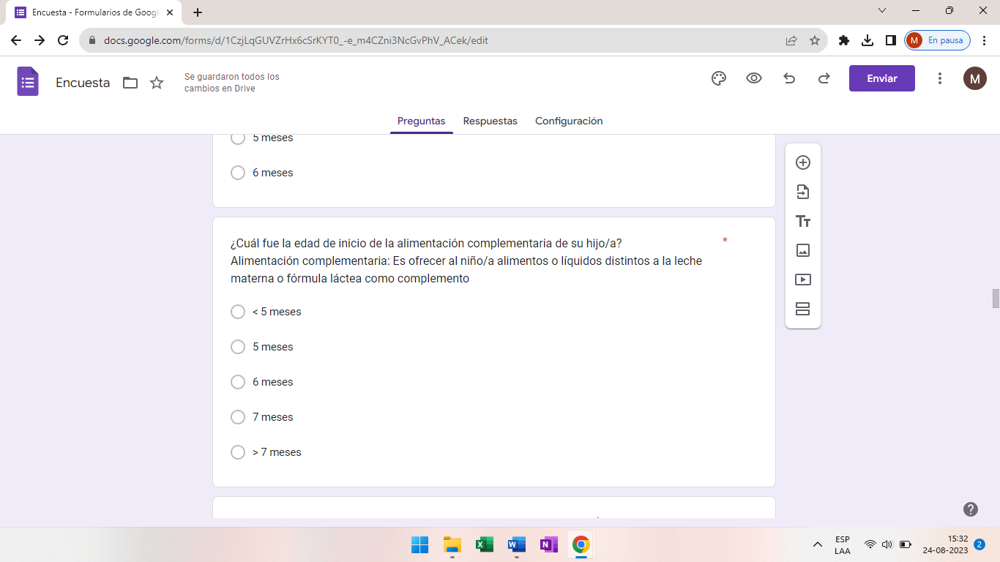 Encuesta - Formularios de Googl
docs.google.com/forms/d/1CzjLqGUVZrHx6cSrKYT0_-e_m4CZni3NcGvPhV_ACek/edit
M
En pausa
Encuesta
Se guardaron todos los
cambios en Drive
Enviar
M
Preguntas
Respuestas
Configuración
5 meses
6 meses
¿Cuál fue la edad de inicio de la alimentación complementaria de su hijo/a?
*
Alimentación complementaria: Es ofrecer al niño/a alimentos o líquidos distintos a la leche
materna o fórmula láctea como complemento
< 5 meses
5 meses
6 meses
7 meses
> 7 meses
ESP
LAA
15:32
24-08-2023
2